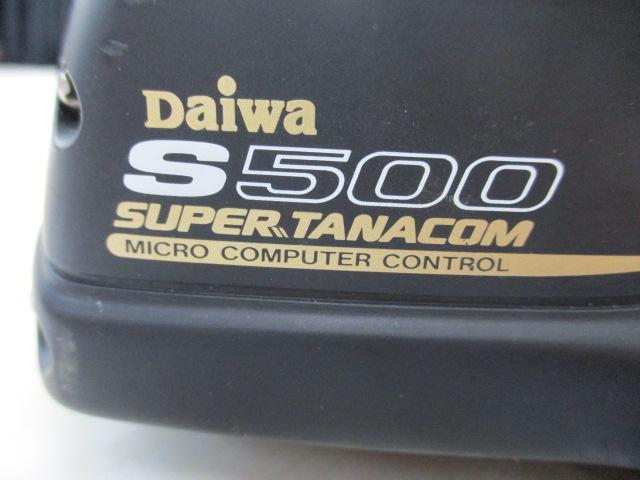 Daiwa
S500
SUPER TANACOM
MICRO COMPUTER CONTROL